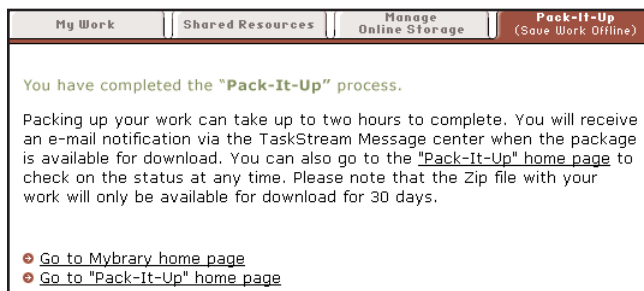 My Work
Shared Resources
Manage
Online Storage
Pack-It-Up
(Save Work Offline)
You have completed the "Pack-It-Up" process.
Packing up your work can take up to two hours to complete. You will receive
an e-mail notification via the TaskStream Message center when the package
is available for download. You can also go to the "Pack-It-Up" home page to
check on the status at any time. Please note that the Zip file with your
work will only be available for download for 30 days.
Go to Mybrary home page
Go to "Pack-It-Up" home page